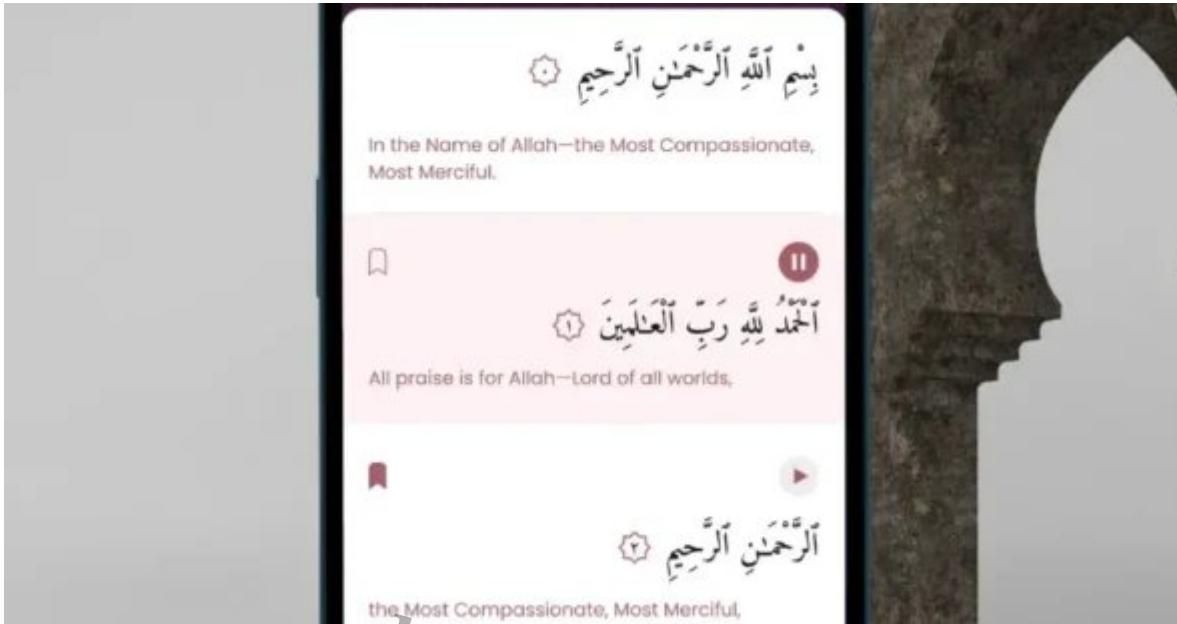 بِسْمِ ٱللَّهِ ٱلرَّحْمَـٰنِ ٱلرَّحِيمِ ٠
In the Name of Allah—the Most Compassionate,
Most Merciful.
ٱلْحَمْدُ لِلَّهِ رَبِّ ٱلْعَـٰلَمِينَ ١
All praise is for Allah—Lord of all worlds,
ٱلرَّحْمَـٰنِ ٱلرَّحِيمِ ٢
the Most Compassionate, Most Merciful,